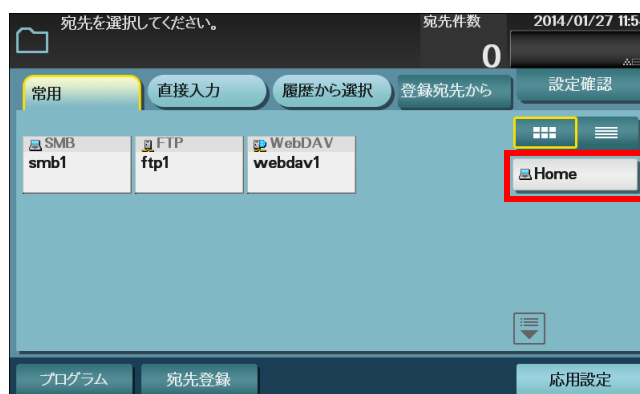 宛先を選択してください。
宛先件数
2014/01/27 11:5
0
常用
直接入力
履歴から選択
登録宛先から
設定確認
SMB
smb1
FTP
ftp1
WebDAV
webdav1
Home
プログラム
宛先登録
応用設定